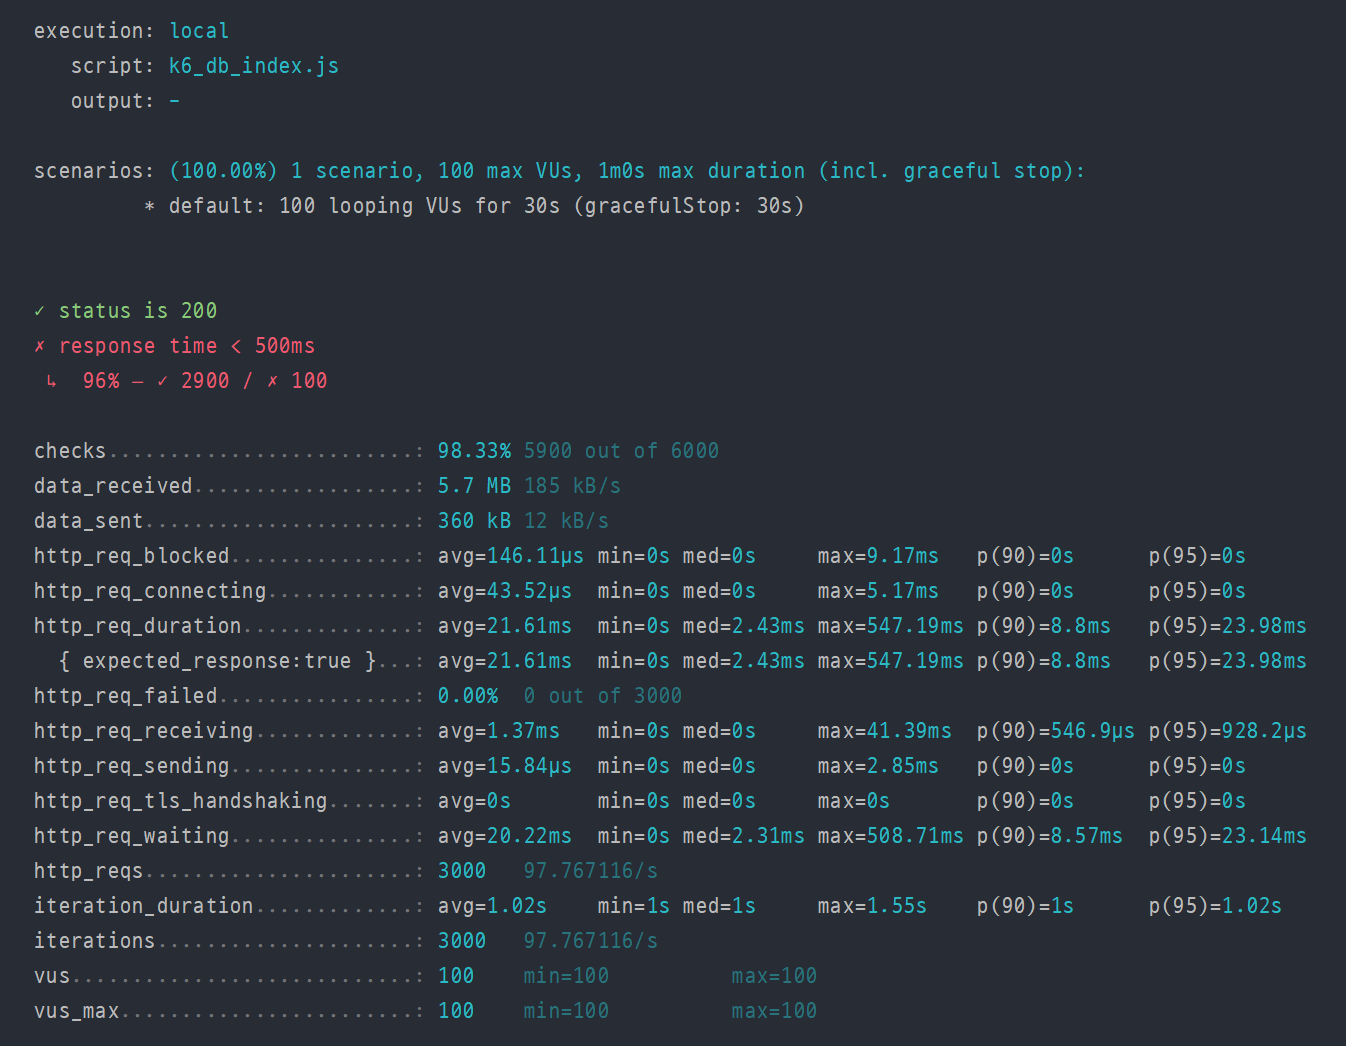 execution: local
script: k6_db_index.js
output: -
scenarios: (100.00%) 1 scenario, 100 max VUs, 1m0s max duration (incl. graceful stop):
* default: 100 looping VUs for 30s (gracefulStop: 30s)
✓ status is 200
✗ response time < 500ms
↳ 96% — ✓ 2900 / ✗ 100
checks.........................: 98.33% 5900 out of 6000
data_received..................: 5.7 MB 185 kB/s
data_sent......................: 360 kB 12 kB/s
http_req_blocked...............: avg=146.11µs min=0s med=0s max=9.17ms p(90)=0s p(95)=0s
http_req_connecting............: avg=43.52µs min=0s med=0s max=5.17ms p(90)=0s p(95)=0s
http_req_duration..............: avg=21.61ms min=0s med=2.43ms max=547.19ms p(90)=8.8ms p(95)=23.98ms
{ expected_response:true }...: avg=21.61ms min=0s med=2.43ms max=547.19ms p(90)=8.8ms p(95)=23.98ms
http_req_failed................: 0.00% 0 out of 3000
http_req_receiving.............: avg=1.37ms min=0s med=0s max=41.39ms p(90)=546.9µs p(95)=928.2µs
http_req_sending...............: avg=15.84µs min=0s med=0s max=2.85ms p(90)=0s p(95)=0s
http_req_tls_handshaking.......: avg=0s min=0s med=0s max=0s p(90)=0s p(95)=0s
http_req_waiting...............: avg=20.22ms min=0s med=2.31ms max=508.71ms p(90)=8.57ms p(95)=23.14ms
http_reqs......................: 3000 97.767116/s
iteration_duration.............: avg=1.02s min=1s med=1s max=1.55s p(90)=1s p(95)=1.02s
iterations.....................: 3000 97.767116/s
vus............................: 100 min=100 max=100
vus_max........................: 100 min=100 max=100